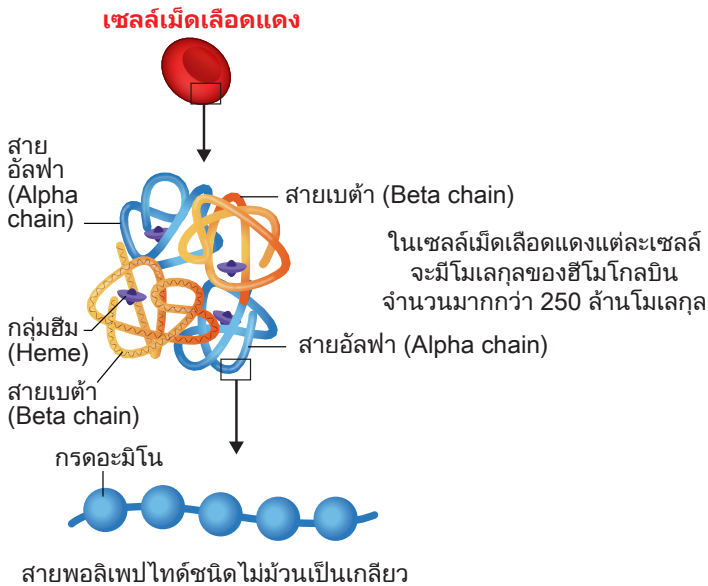 เซลล์เม็ดเลือดแดง
สาย
อัลฟา
(Alpha
chain)
สายเบต้า (Beta chain)
ในเซลล์เม็ดเลือดแดงแต่ละเซลล์
จะมีโมเลกุลของฮีโมโกลบิน
จำนวนมากกว่า 250 ล้านโมเลกุล
กลุ่มฮีม
(Heme)
สายอัลฟา (Alpha chain)
สายเบต้า
(Beta chain)
กรดอะมิโน
สายพอลิเพปไทด์ชนิดไม่ม้วนเป็นเกลียว